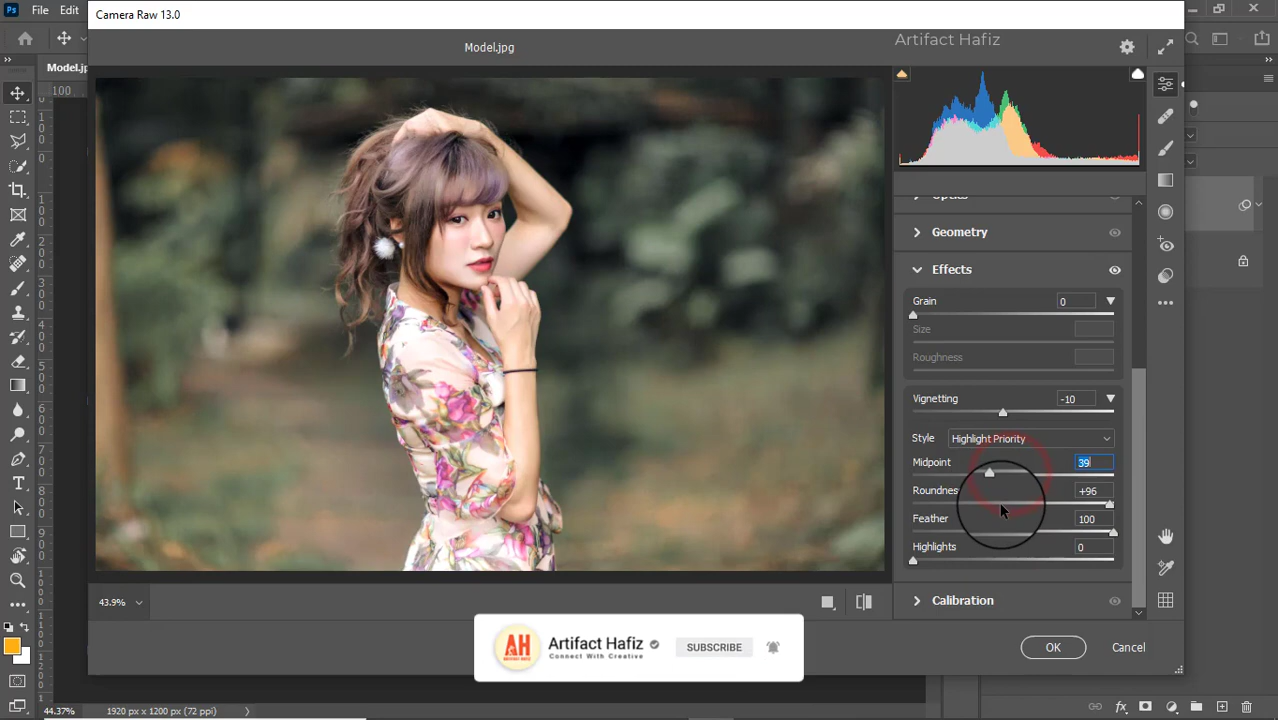 Ps File Edit
Camera Raw 13.0
Artifact Hafiz
Model.jpg
Model.jp
100
Optics
Geometry
Effects
Grain 0
Size
Roughness
Vignetting -10
Style Highlight Priority
Midpoint 39
Roundness +96
Feather 100
Highlights 0
Calibration
43.9%
AH Artifact Hafiz SUBSCRIBE
Connect With Creative
OK Cancel
44.37% 1920 px x 1200 px (72 ppi)